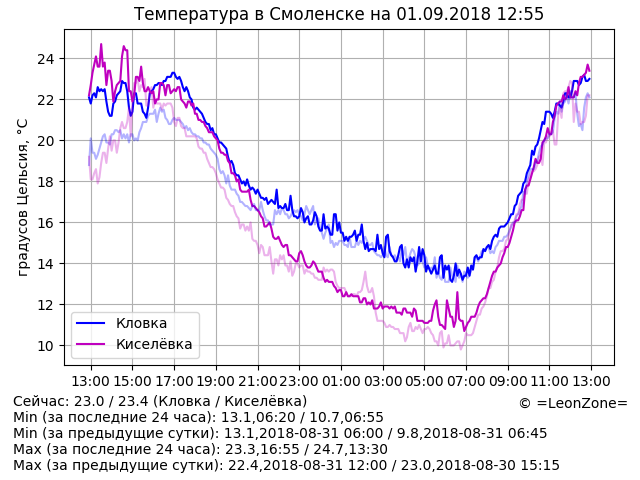 Температура в Смоленске на 01.09.2018 12:55
градусов Цельсия, °C
24
22
20
18
16
14
12
10
Кловка
Киселёвка
13:00 15:00 17:00 19:00 21:00 23:00 01:00 03:00 05:00 07:00 09:00 11:00 13:00
© =LeonZone=
Сейчас: 23.0 / 23.4 (Кловка / Киселёвка)
Min (за последние 24 часа): 13.1,06:20 / 10.7,06:55
Min (за предыдущие сутки): 13.1,2018-08-31 06:00 / 9.8,2018-08-31 06:45
Max (за последние 24 часа): 23.3,16:55 / 24.7,13:30
Max (за предыдущие сутки): 22.4,2018-08-31 12:00 / 23.0,2018-08-30 15:15